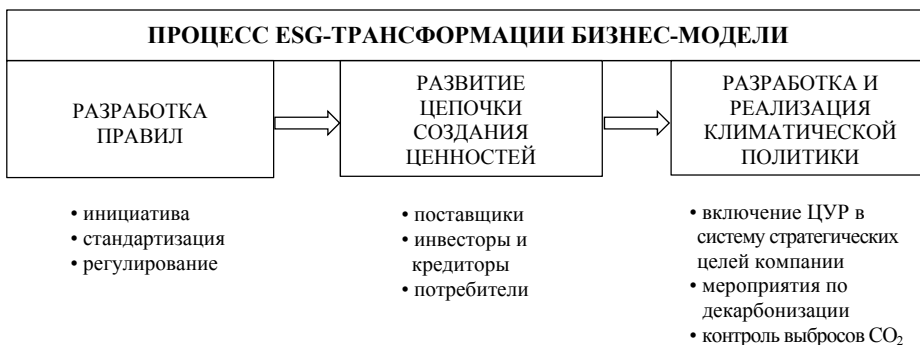 ПРОЦЕСС ESG-ТРАНСФОРМАЦИИ БИЗНЕС-МОДЕЛИ
РАЗРАБОТКА
ПРАВИЛ
РАЗВИТИЕ
ЦЕПОЧКИ
СОЗДАНИЯ
ЦЕННОСТЕЙ
РАЗРАБОТКА И
РЕАЛИЗАЦИЯ
КЛИМАТИЧЕСКОЙ
ПОЛИТИКИ
• инициатива
• стандартизация
• регулирование
• поставщики
• инвесторы и
кредиторы
• потребители
• включение ЦУР в
систему стратегических
целей компании
• мероприятия по
декарбонизации
• контроль выбросов CO₂